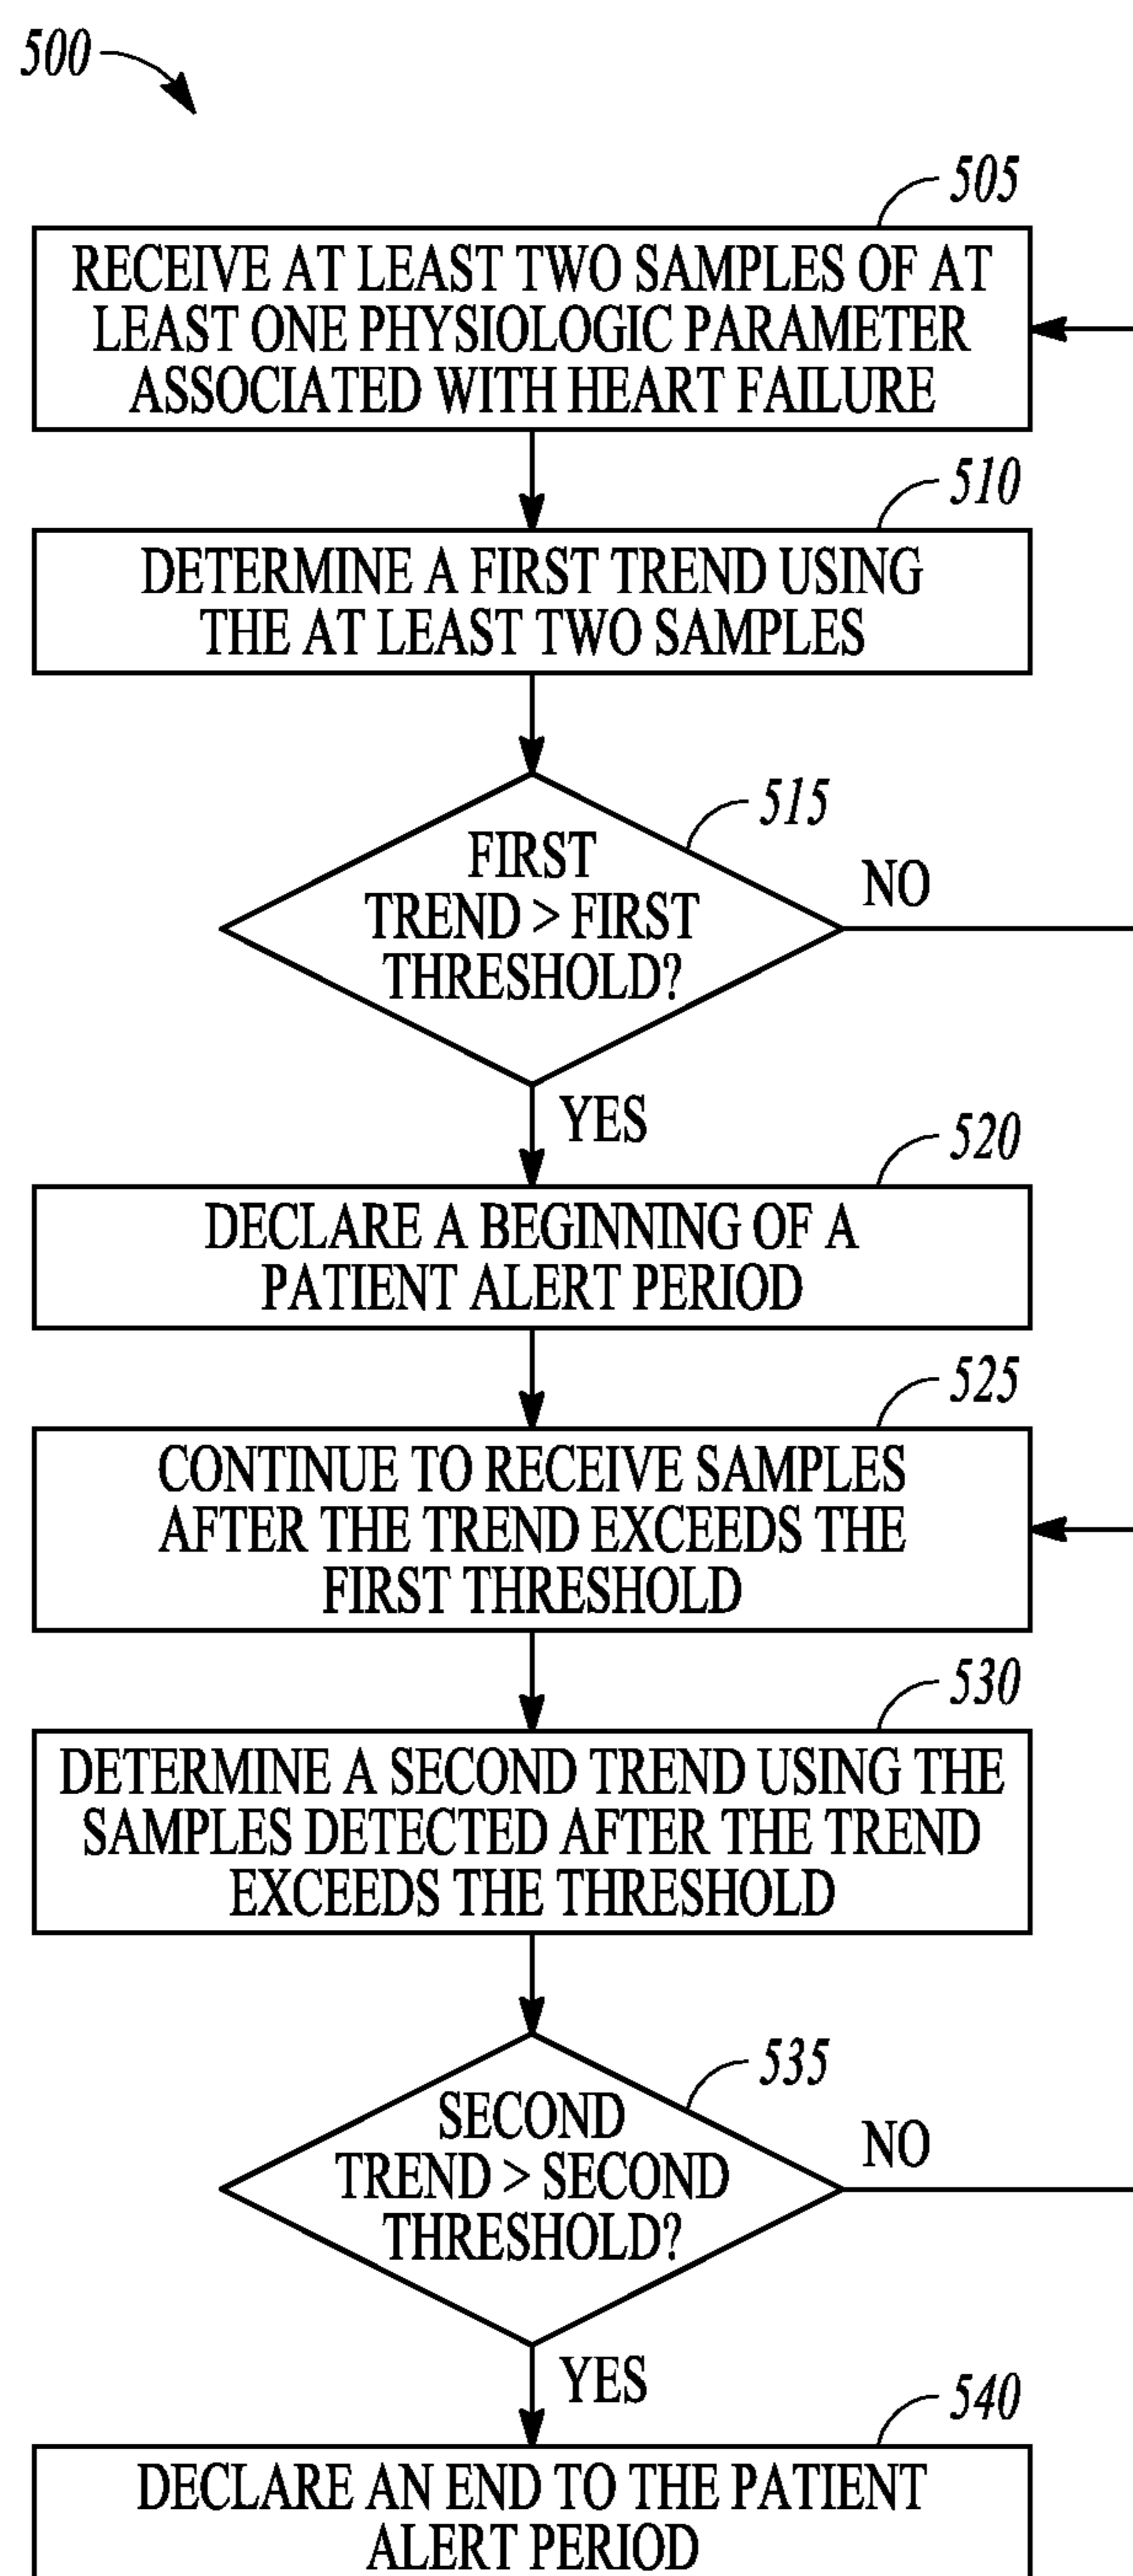 500
505
RECEIVE AT LEAST TWO SAMPLES OF AT
LEAST ONE PHYSIOLOGIC PARAMETER
ASSOCIATED WITH HEART FAILURE
510
DETERMINE A FIRST TREND USING
THE AT LEAST TWO SAMPLES
515
FIRST
TREND > FIRST
THRESHOLD?
NO
YES
520
DECLARE A BEGINNING OF A
PATIENT ALERT PERIOD
525
CONTINUE TO RECEIVE SAMPLES
AFTER THE TREND EXCEEDS THE
FIRST THRESHOLD
530
DETERMINE A SECOND TREND USING THE
SAMPLES DETECTED AFTER THE TREND
EXCEEDS THE THRESHOLD
535
SECOND
TREND > SECOND
THRESHOLD?
NO
YES
540
DECLARE AN END TO THE PATIENT
ALERT PERIOD